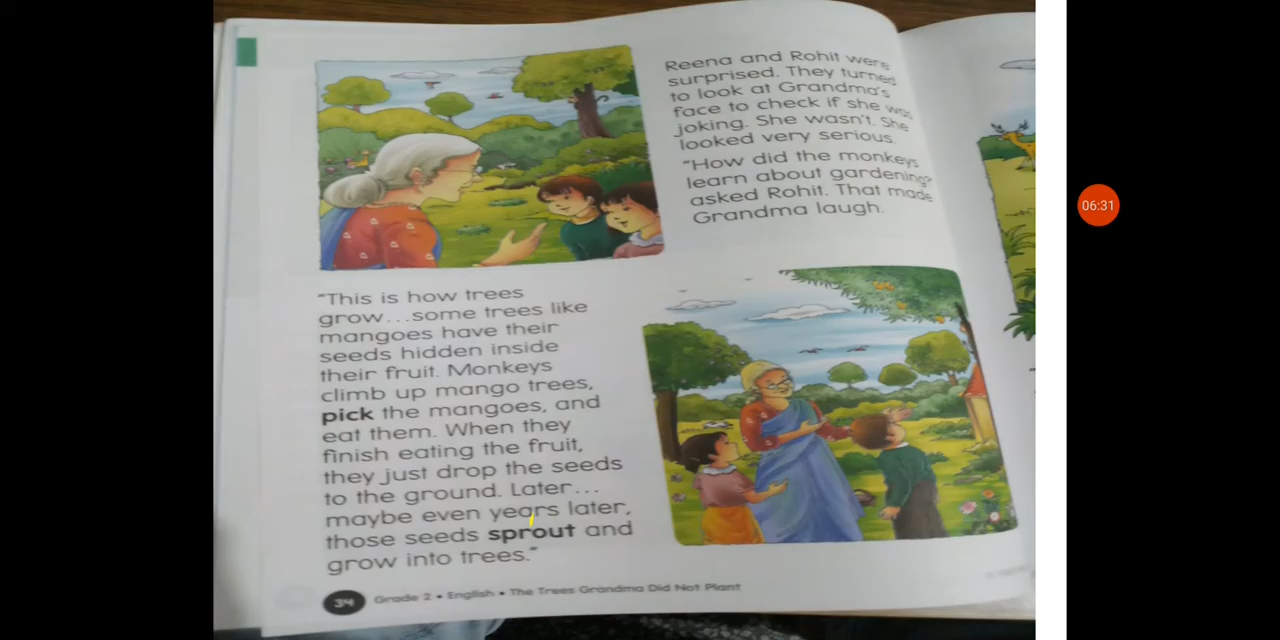 Reena and Rohit were
surprised. They turned
to look at Grandma's
face to check if she was
joking. She wasn't. She
looked very serious.
"How did the monkeys
learn about gardening?"
asked Rohit. That made
Grandma laugh.
"This is how trees
grow...some trees like
mangoes have their
seeds hidden inside
their fruit. Monkeys
climb up mango trees,
pick the mangoes, and
eat them. When they
finish eating the fruit,
they just drop the seeds
to the ground. Later...
maybe even years later,
those seeds sprout and
grow into trees."
34 Grade 2 • English • The Trees Grandma Did Not Plant
06:31